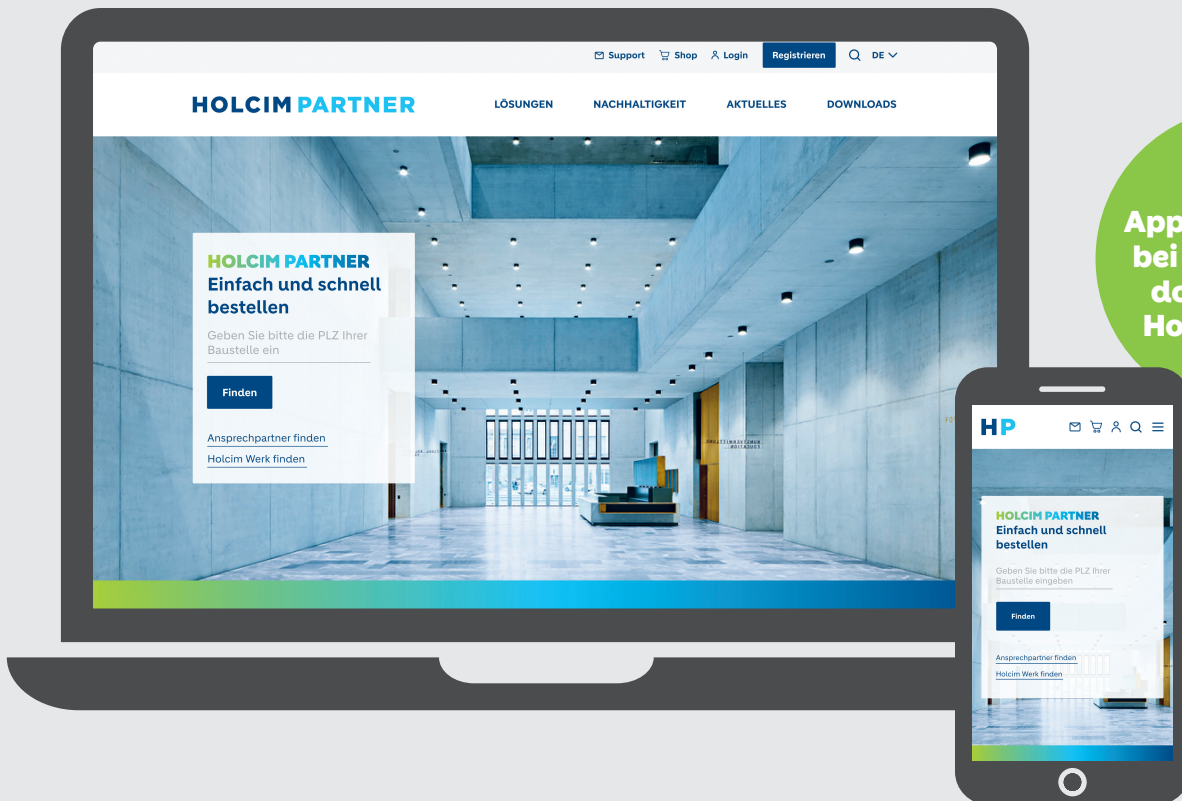 Support Shop Login Registrieren DE
HOLCIM PARTNER LÖSUNGEN NACHHALTIGKEIT AKTUELLES DOWNLOADS
HOLCIM PARTNER
Einfach und schnell
bestellen
Geben Sie bitte die PLZ Ihrer
Baustelle ein
Finden
Ansprechpartner finden
Holcim Werk finden
App
bei
do
Ho
HP
HOLCIM PARTNER
Einfach und schnell
bestellen
Geben Sie bitte die PLZ Ihrer
Baustelle eingeben
Finden
Ansprechpartner finden
Holcim Werk finden